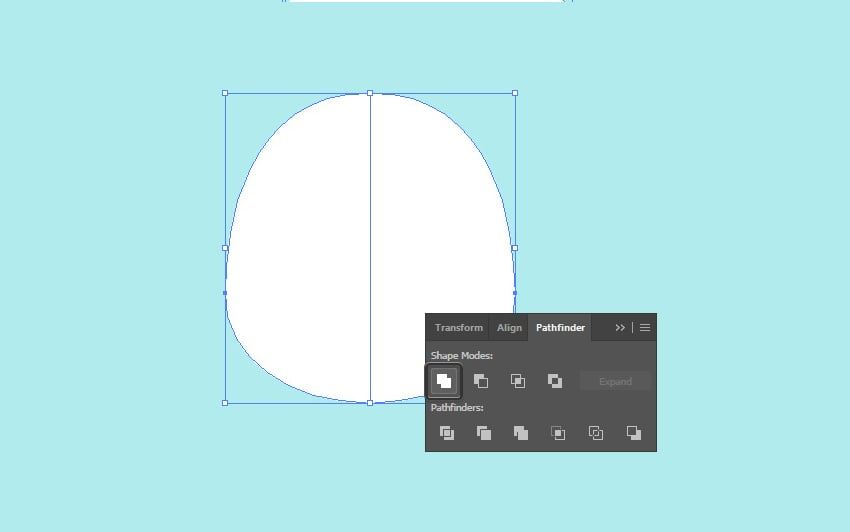 Transform Align Pathfinder
Shape Modes:
Expand
Pathfinders: